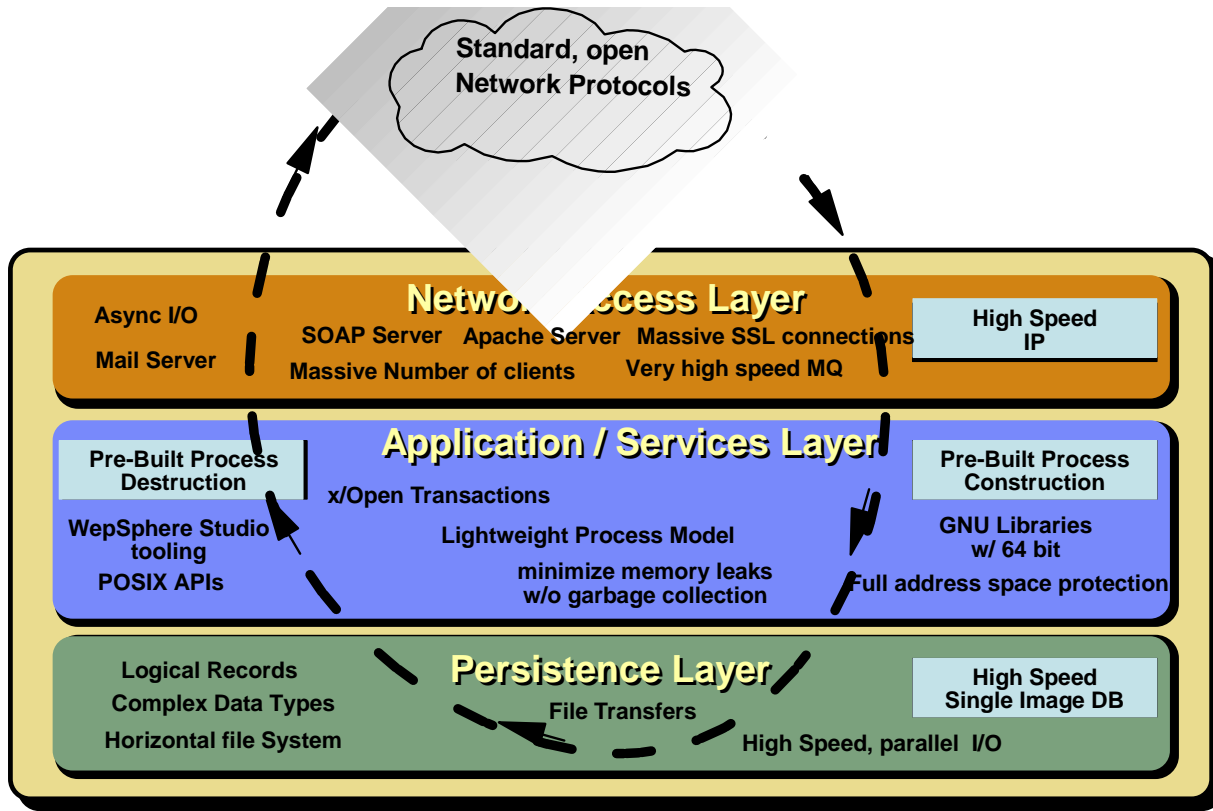 Standard, open
Network Protocols
Network Access Layer
Async I/O
Mail Server
SOAP Server
Apache Server
Massive SSL connections
Massive Number of clients
Very high speed MQ
High Speed
IP
Application / Services Layer
Pre-Built Process
Destruction
x/Open Transactions
Pre-Built Process
Construction
WepSphere Studio
tooling
POSIX APIs
Lightweight Process Model
minimize memory leaks
w/o garbage collection
GNU Libraries
w/ 64 bit
Full address space protection
Persistence Layer
Logical Records
Complex Data Types
Horizontal file System
File Transfers
High Speed, parallel I/O
High Speed
Single Image DB